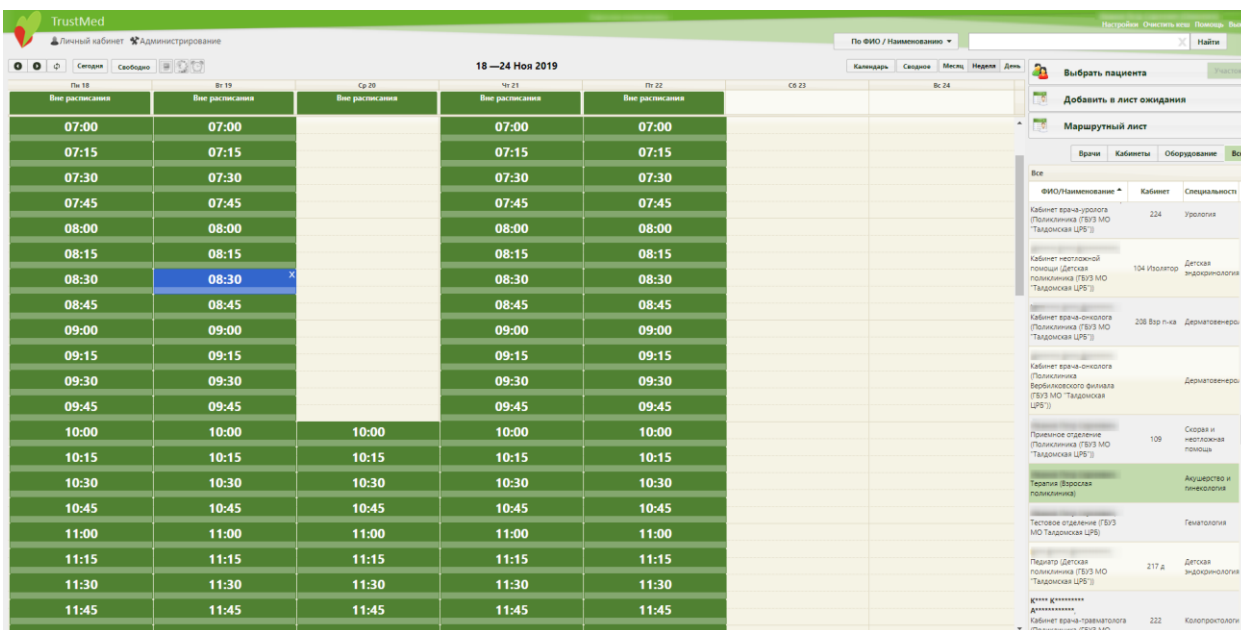 TrustMed
Настройки Очистить кеш Помощь
Личный кабинет Администрирование
По ФИО / Наименованию
X Найти
Сегодня Свободно
18 —24 Ноя 2019
Календарь Сводное Месяц Неделя День
Выбрать пациента
Добавить в лист ожидания
Маршрутный лист
Врачи Кабинеты Оборудование
Все
ФИО/Наименование Кабинет Специальность
Пн 18 Вт 19 Ср 20 Чт 21 Пт 22 Сб 23 Вс 24
Вне расписания Вне расписания Вне расписания Вне расписания Вне расписания
07:00 07:00 07:00 07:00
07:15 07:15 07:15 07:15
07:30 07:30 07:30 07:30
07:45 07:45 07:45 07:45
08:00 08:00 08:00 08:00
08:15 08:15 08:15 08:15
08:30 08:30 X 08:30 08:30
08:45 08:45 08:45 08:45
09:00 09:00 09:00 09:00
09:15 09:15 09:15 09:15
09:30 09:30 09:30 09:30
09:45 09:45 09:45 09:45
10:00 10:00 10:00 10:00 10:00
10:15 10:15 10:15 10:15 10:15
10:30 10:30 10:30 10:30 10:30
10:45 10:45 10:45 10:45 10:45
11:00 11:00 11:00 11:00 11:00
11:15 11:15 11:15 11:15 11:15
11:30 11:30 11:30 11:30 11:30
11:45 11:45 11:45 11:45 11:45
Кабинет врача-уролога
(Поликлиника (ГБУЗ МО
"Талдомская ЦРБ"))
224
Урология
Кабинет неотложной
помощи (Детская
поликлиника (ГБУЗ МО
"Талдомская ЦРБ"))
104 Изолятор
Детская
эндокринология
Кабинет врача-онколога
(Поликлиника (ГБУЗ МО
"Талдомская ЦРБ"))
208 Взр п-ка
Дерматовенерол
Кабинет врача-онколога
(Поликлиника
Вербилковского филиала
(ГБУЗ МО "Талдомская
ЦРБ"))
Дерматовенерол
Приемное отделение
(Поликлиника (ГБУЗ МО
"Талдомская ЦРБ"))
109
Скорая и
неотложная
помощь
Терапия (Взрослая
поликлиника)
Акушерство и
гинекология
Тестовое отделение (ГБУЗ
МО Талдомская ЦРБ)
Гематология
Педиатр (Детская
поликлиника (ГБУЗ МО
"Талдомская ЦРБ"))
217 д
Детская
эндокринология
К**** К*********
А************,
Кабинет врача-травматолога
222
Колопроктологи